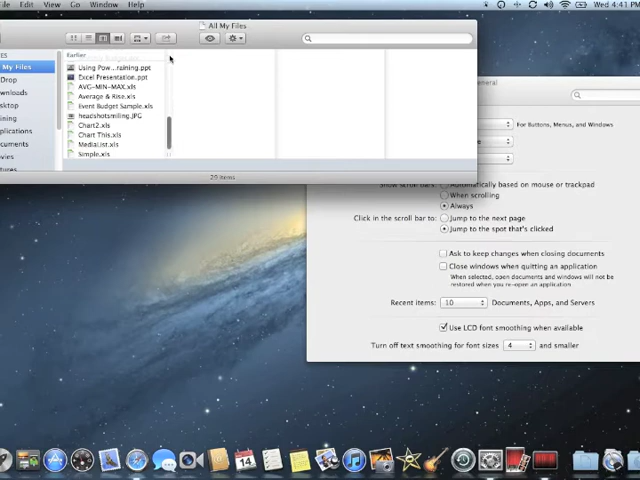 File Edit View Go Window Help Wed 4:41 P
All My Files
My Files
Drop
wnloads
sktop
cuments
vies
tures
Earlier
Using Pow...raining.ppt
Excel Presentation.ppt
AVG-MIN-MAX.xls
Average & Rise.xls
Event Budget Sample.xls
headshotsmiling.JPG
Chart2.xls
Chart This.xls
MediaList.xls
Simple.xls
29 items
eneral
For Buttons, Menus, and Windows
Show scroll bars: Automatically based on mouse or trackpad
When scrolling
Always
Click in the scroll bar to: Jump to the next page
Jump to the spot that's clicked
Ask to keep changes when closing documents
Close windows when quitting an application
When selected, open documents and windows will not be
restored when you re-open an application
Recent items: 10 Documents, Apps, and Servers
Use LCD font smoothing when available
Turn off text smoothing for font sizes 4 and smaller
14